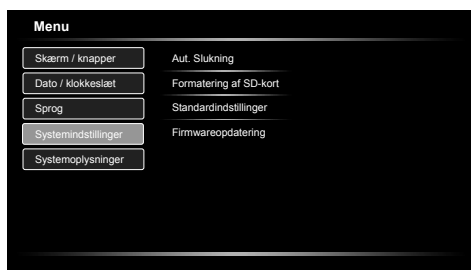 Menu
Skærm / knapper
Dato / klokkeslæt
Sprog
Systemindstillinger
Systemoplysninger
Aut. Slukning
Formatering af SD-kort
Standardindstillinger
Firmwareopdatering